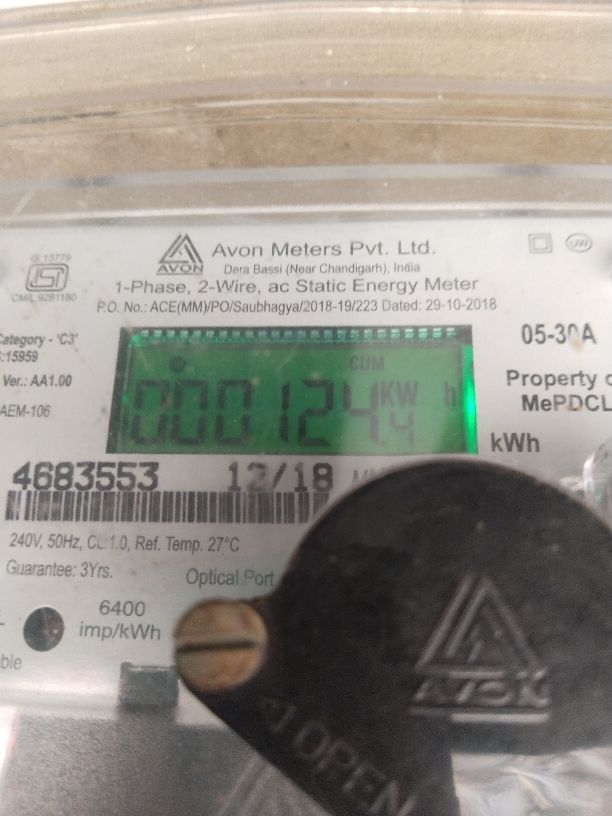 IS:13779
CM/L 9281180
AVON
Avon Meters Pvt. Ltd.
Dera Bassi (Near Chandigarh), India
1-Phase, 2-Wire, ac Static Energy Meter
P.O. No.: ACE(MM)/PO/Saubhagya/2018-19/223 Dated: 29-10-2018
Category - 'C3'
:15959
Ver.: AA1.00
AEM-106
CUM
000124.4 KW h
05-30A
Property o
MePDCL
kWh
4683553 12/18
240V, 50Hz, CL.1.0, Ref. Temp. 27°C
Guarantee: 3Yrs.
Optical Port
6400
imp/kWh
ble
AVON
OPEN